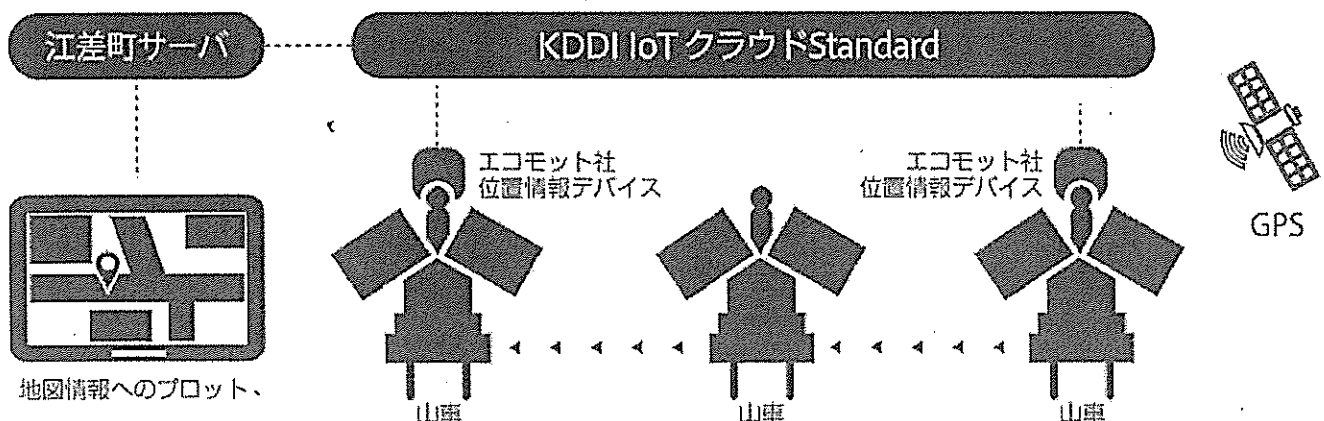 江差町サーバ
KDDI IoT クラウドStandard
エコモット社
位置情報デバイス
エコモット社
位置情報デバイス
GPS
地図情報へのプロット、
山車
山車
山車